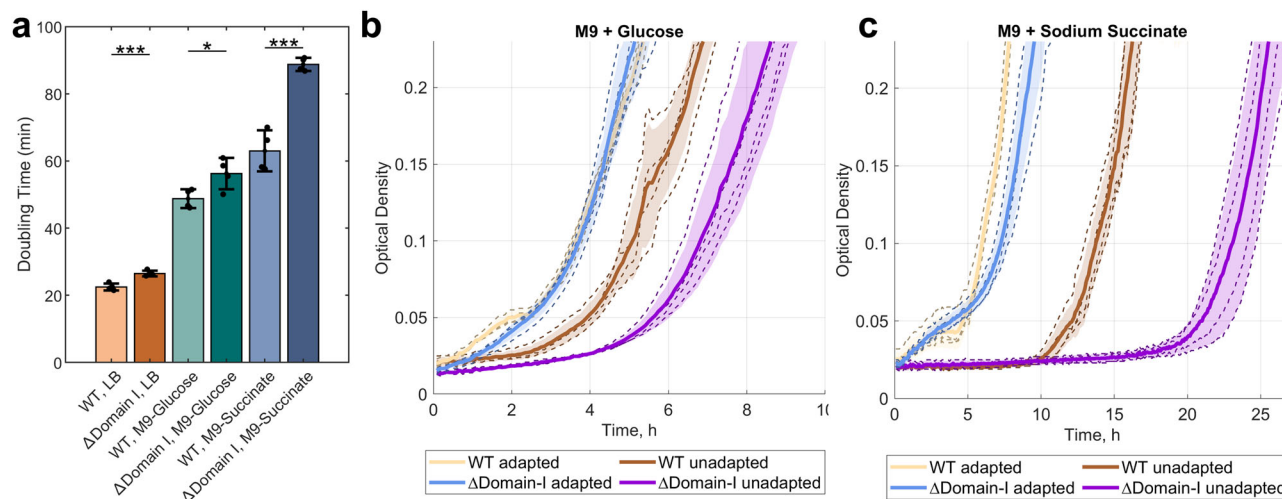 a
Doubling Time (min)
100
80
60
40
20
0
***
*
***
WT, LB
ΔDomain I, LB
WT, M9-Glucose
ΔDomain I, M9-Glucose
WT, M9-Succinate
ΔDomain I, M9-Succinate
b
M9 + Glucose
Optical Density
0.2
0.15
0.1
0.05
0
0 2 4 6 8 10
Time, h
WT adapted WT unadapted
ΔDomain-I adapted ΔDomain-I unadapted
c
M9 + Sodium Succinate
Optical Density
0.2
0.15
0.1
0.05
0
0 5 10 15 20 25
Time, h
WT adapted WT unadapted
ΔDomain-I adapted ΔDomain-I unadapted